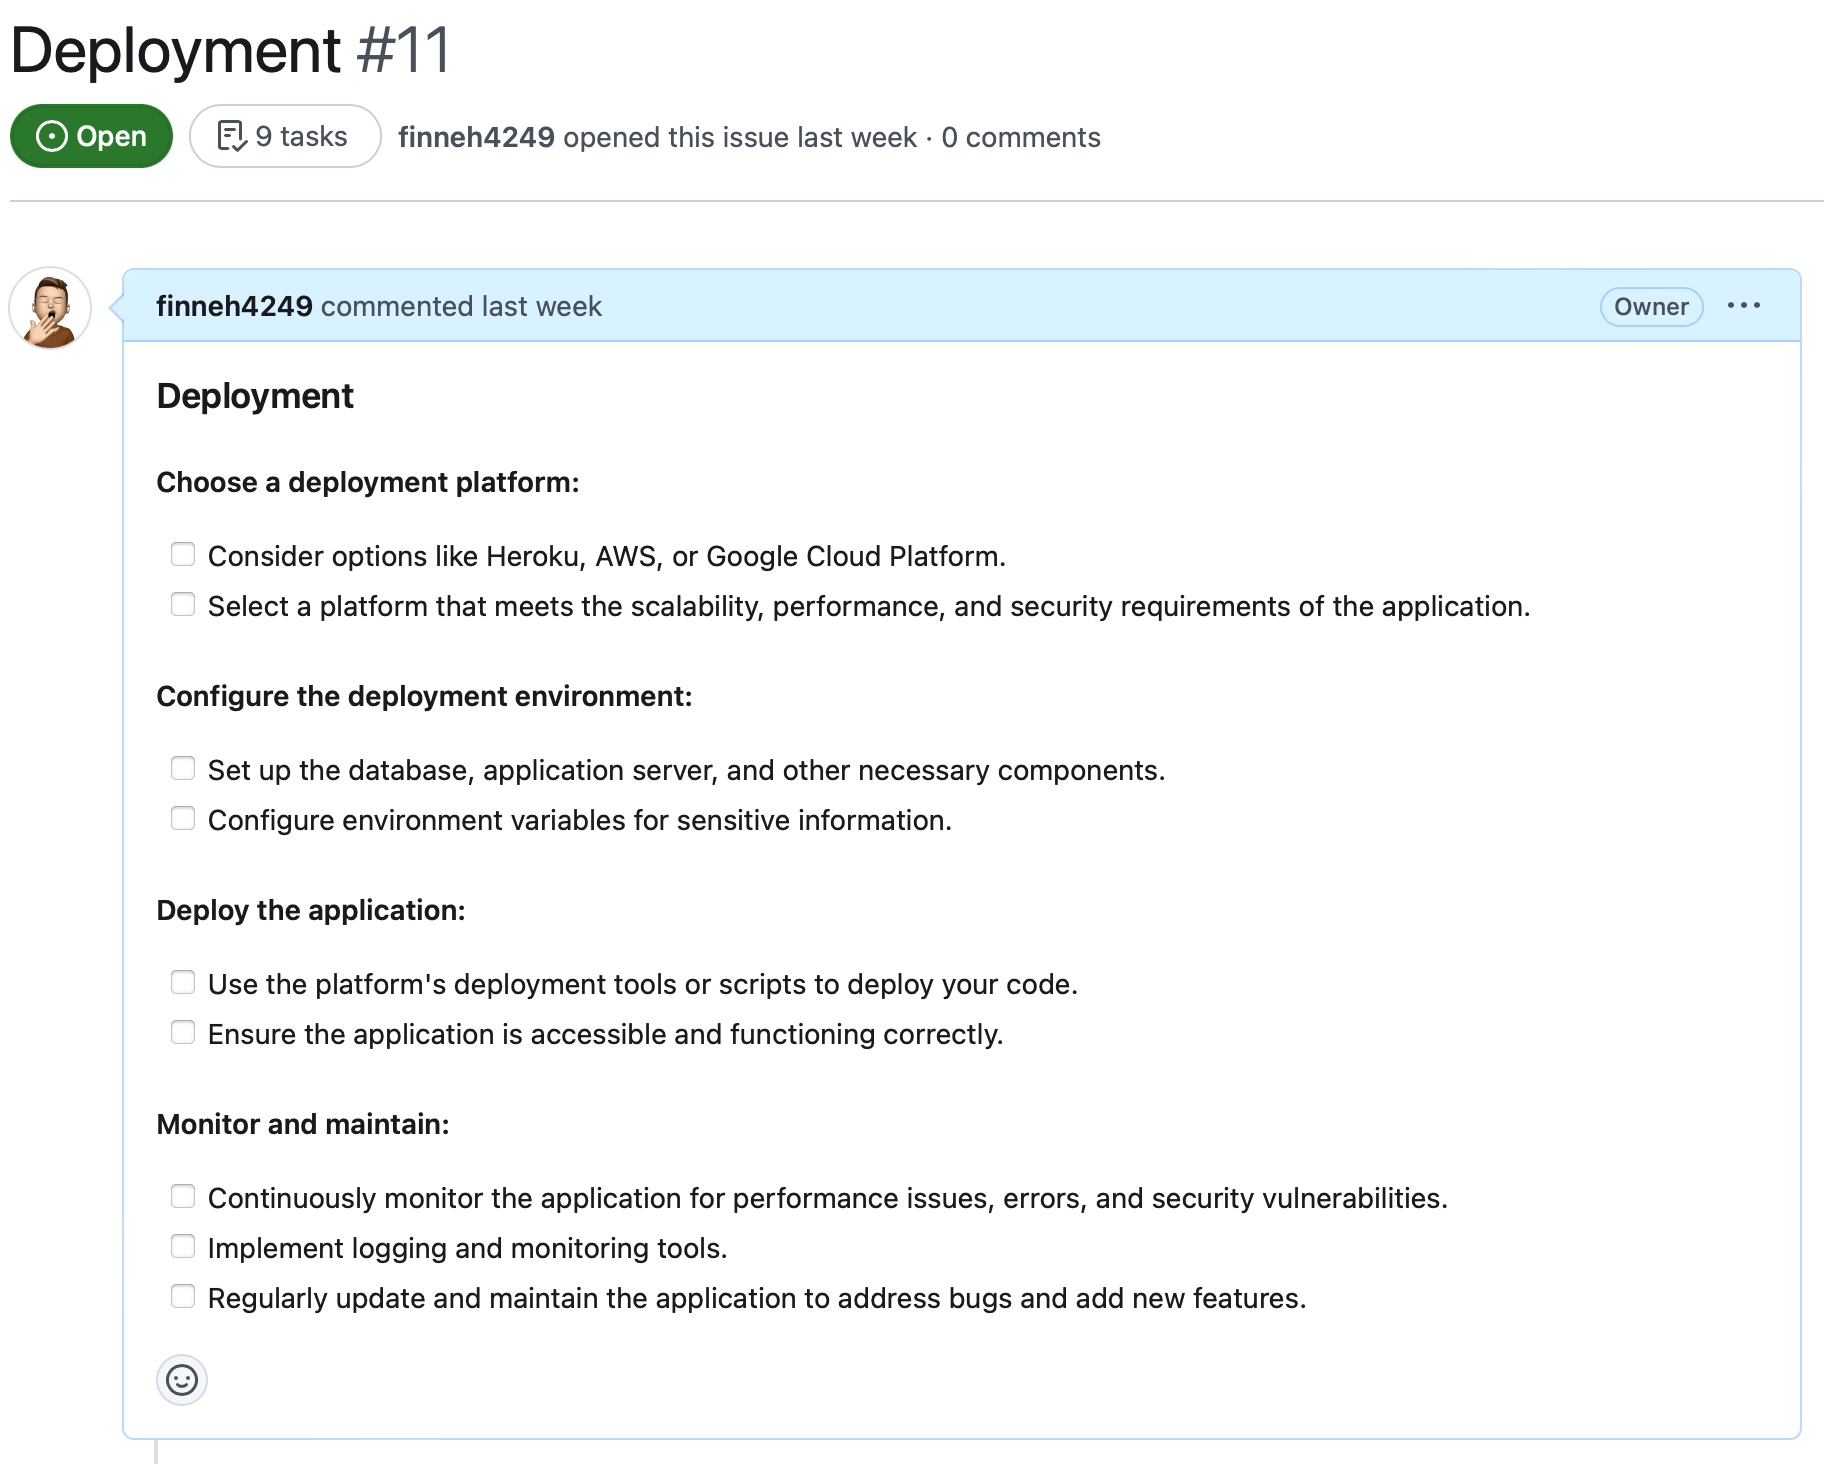 Deployment #11
Open
9 tasks
finneh4249 opened this issue last week · 0 comments
finneh4249 commented last week
Owner
Deployment
Choose a deployment platform:
Consider options like Heroku, AWS, or Google Cloud Platform.
Select a platform that meets the scalability, performance, and security requirements of the application.
Configure the deployment environment:
Set up the database, application server, and other necessary components.
Configure environment variables for sensitive information.
Deploy the application:
Use the platform's deployment tools or scripts to deploy your code.
Ensure the application is accessible and functioning correctly.
Monitor and maintain:
Continuously monitor the application for performance issues, errors, and security vulnerabilities.
Implement logging and monitoring tools.
Regularly update and maintain the application to address bugs and add new features.